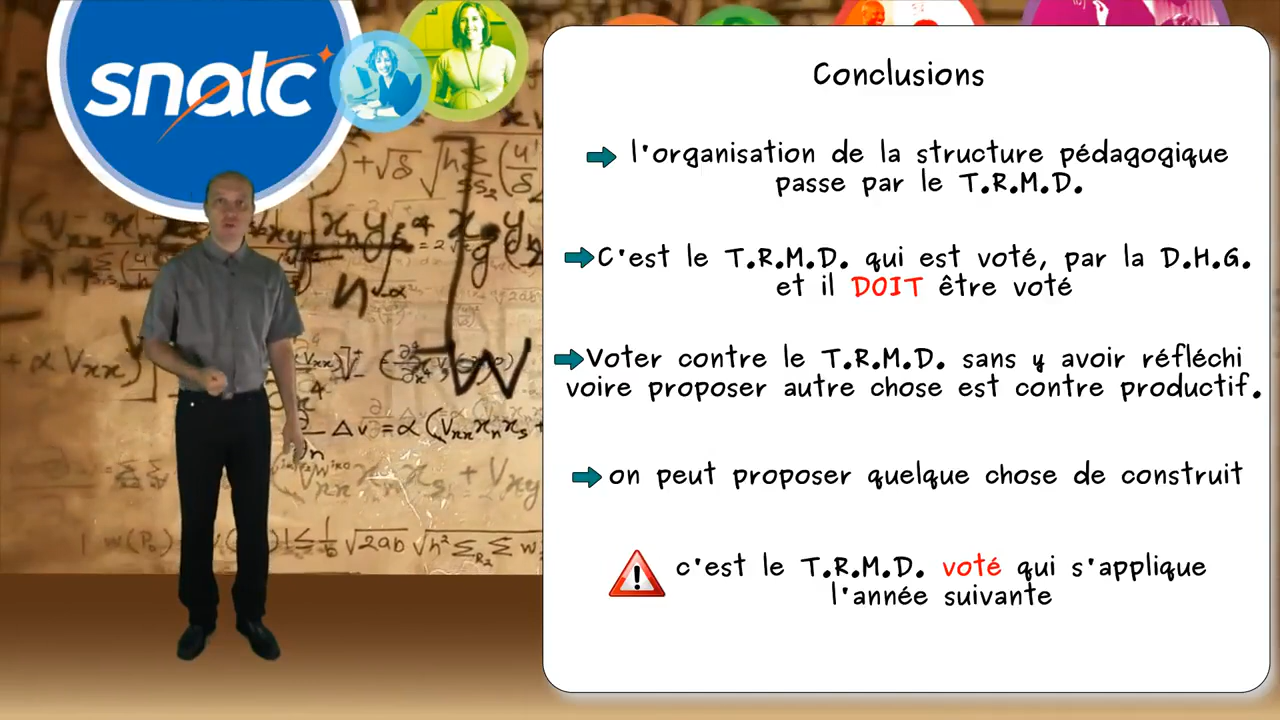 snalc
Conclusions
l'organisation de la structure pédagogique
passe par le T.R.M.D.
C'est le T.R.M.D. qui est voté, par la D.H.G.
et il DOIT être voté
Voter contre le T.R.M.D. sans y avoir réfléchi
voire proposer autre chose est contre productif.
on peut proposer quelque chose de construit
c'est le T.R.M.D. voté qui s'applique
l'année suivante